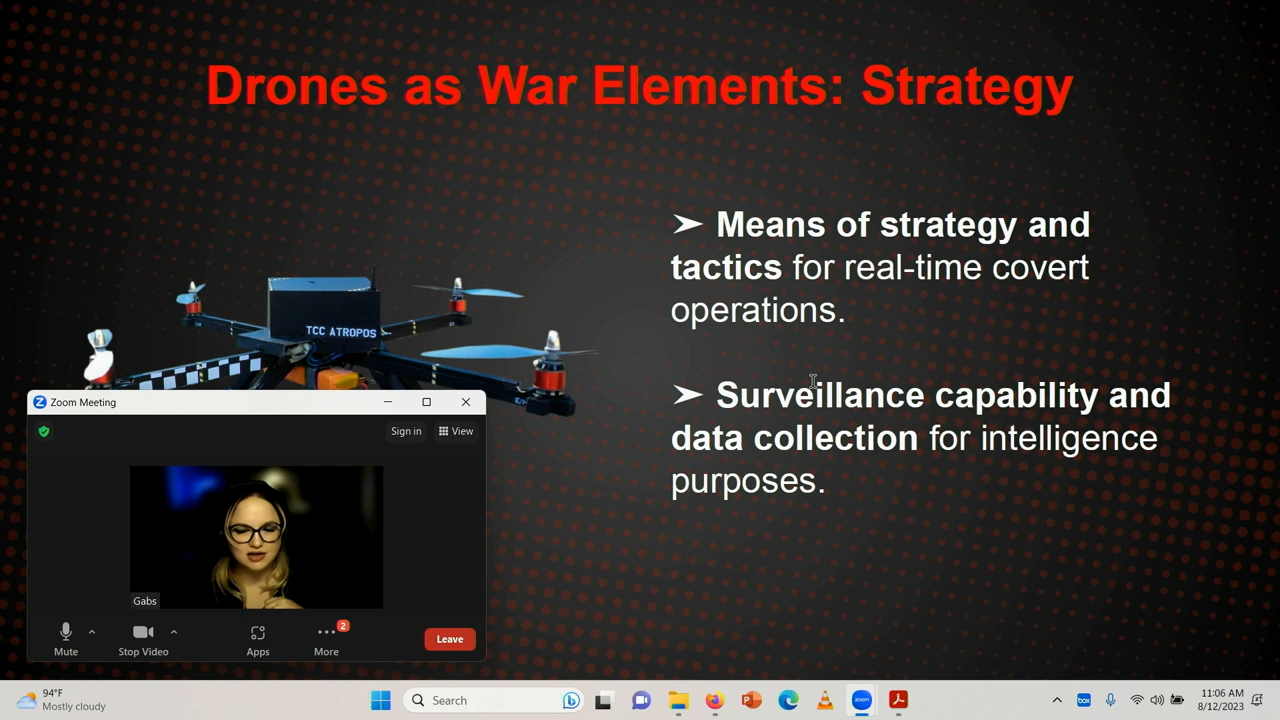 Drones as War Elements: Strategy
➤ Means of strategy and
tactics for real-time covert
operations.
➤ Surveillance capability and
data collection for intelligence
purposes.
TCC ATROPOS
Zoom Meeting
Sign in
View
Gabs
Mute
Stop Video
Apps
2
More
Leave
94°F
Mostly cloudy
Search
box
zoom
11:06 AM
8/12/2023